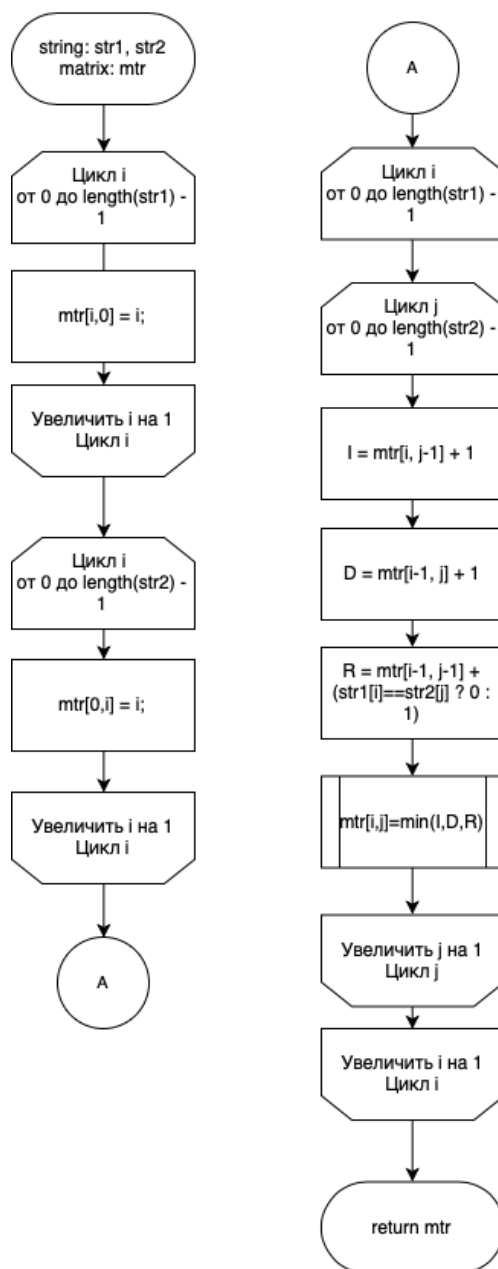 string: str1, str2
matrix: mtr
Цикл i
от 0 до length(str1) -
1
mtr[i,0] = i;
Увеличить i на 1
Цикл i
Цикл i
от 0 до length(str2) -
1
mtr[0,i] = i;
Увеличить i на 1
Цикл i
A
A
Цикл i
от 0 до length(str1) -
1
Цикл j
от 0 до length(str2) -
1
I = mtr[i, j-1] + 1
D = mtr[i-1, j] + 1
R = mtr[i-1, j-1] +
(str1[i]==str2[j] ? 0 :
1)
mtr[i,j]=min(I,D,R)
Увеличить j на 1
Цикл j
Увеличить i на 1
Цикл i
return mtr